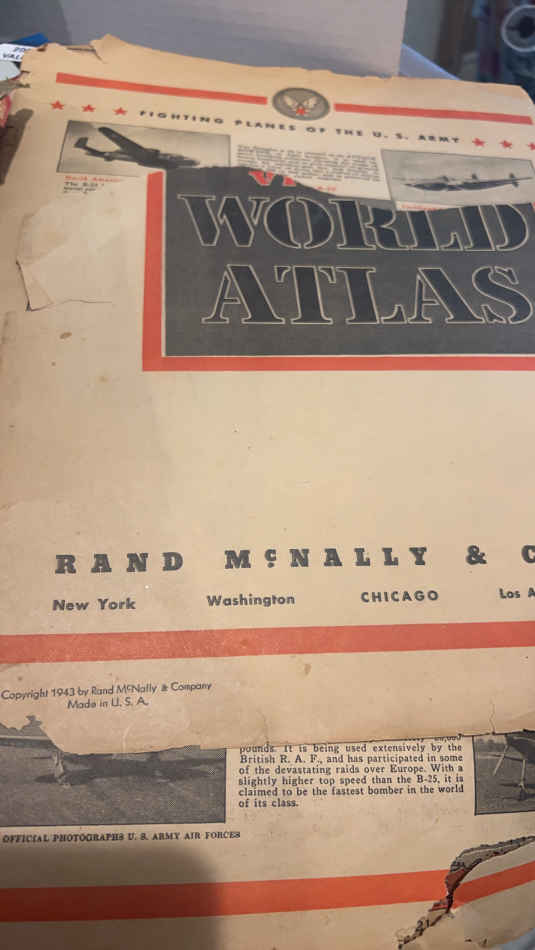 FIGHTING PLANES OF THE U. S. ARMY
The B-25
WORLD
ATLAS
RAND McNALLY & C
New York Washington CHICAGO Los A
Copyright 1943 by Rand McNally & Company
Made in U. S. A.
pounds. It is being used extensively by the
British R. A. F., and has participated in some
of the devastating raids over Europe. With a
slightly higher top speed than the B-25, it is
claimed to be the fastest bomber in the world
of its class.
OFFICIAL PHOTOGRAPHS U. S. ARMY AIR FORCES